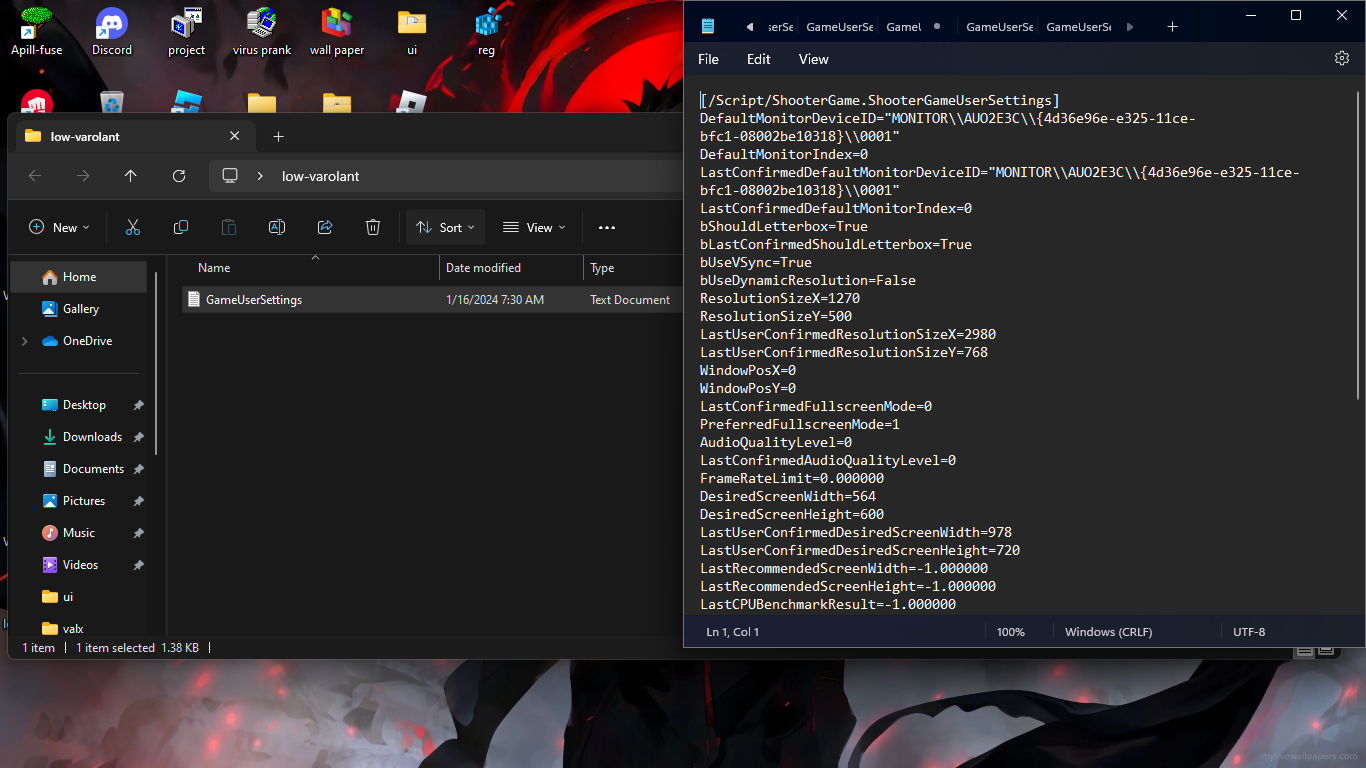 Apill-fuse
Discord
project
virus prank
wall paper
ui
reg
low-varolant
low-varolant
New
Sort
View
Name
Date modified
Type
GameUserSettings
1/16/2024 7:30 AM
Text Document
Home
Gallery
OneDrive
Desktop
Downloads
Documents
Pictures
Music
Videos
ui
valx
1 item
1 item selected 1.38 KB
serSe
GameUserSe
GameU
GameUserSe
GameUserSe
File
Edit
View
[/Script/ShooterGame.ShooterGameUserSettings]
DefaultMonitorDeviceID="MONITOR\\AUO2E3C\\{4d36e96e-e325-11ce-
bfc1-08002be10318}\\0001"
DefaultMonitorIndex=0
LastConfirmedDefaultMonitorDeviceID="MONITOR\\AUO2E3C\\{4d36e96e-e325-11ce-
bfc1-08002be10318}\\0001"
LastConfirmedDefaultMonitorIndex=0
bShouldLetterbox=True
bLastConfirmedShouldLetterbox=True
bUseVSync=True
bUseDynamicResolution=False
ResolutionSizeX=1270
ResolutionSizeY=500
LastUserConfirmedResolutionSizeX=2980
LastUserConfirmedResolutionSizeY=768
WindowPosX=0
WindowPosY=0
LastConfirmedFullscreenMode=0
PreferredFullscreenMode=1
AudioQualityLevel=0
LastConfirmedAudioQualityLevel=0
FrameRateLimit=0.000000
DesiredScreenWidth=564
DesiredScreenHeight=600
LastUserConfirmedDesiredScreenWidth=978
LastUserConfirmedDesiredScreenHeight=720
LastRecommendedScreenWidth=-1.000000
LastRecommendedScreenHeight=-1.000000
LastCPUBenchmarkResult=-1.000000
Ln 1, Col 1
100%
Windows (CRLF)
UTF-8
mylivewallpapers.com